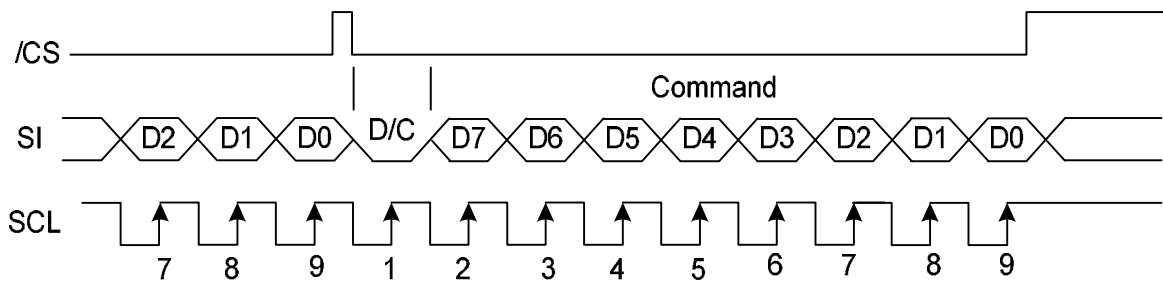 /CS
Command
SI D2 D1 D0 D/C D7 D6 D5 D4 D3 D2 D1 D0
SCL
7 8 9 1 2 3 4 5 6 7 8 9